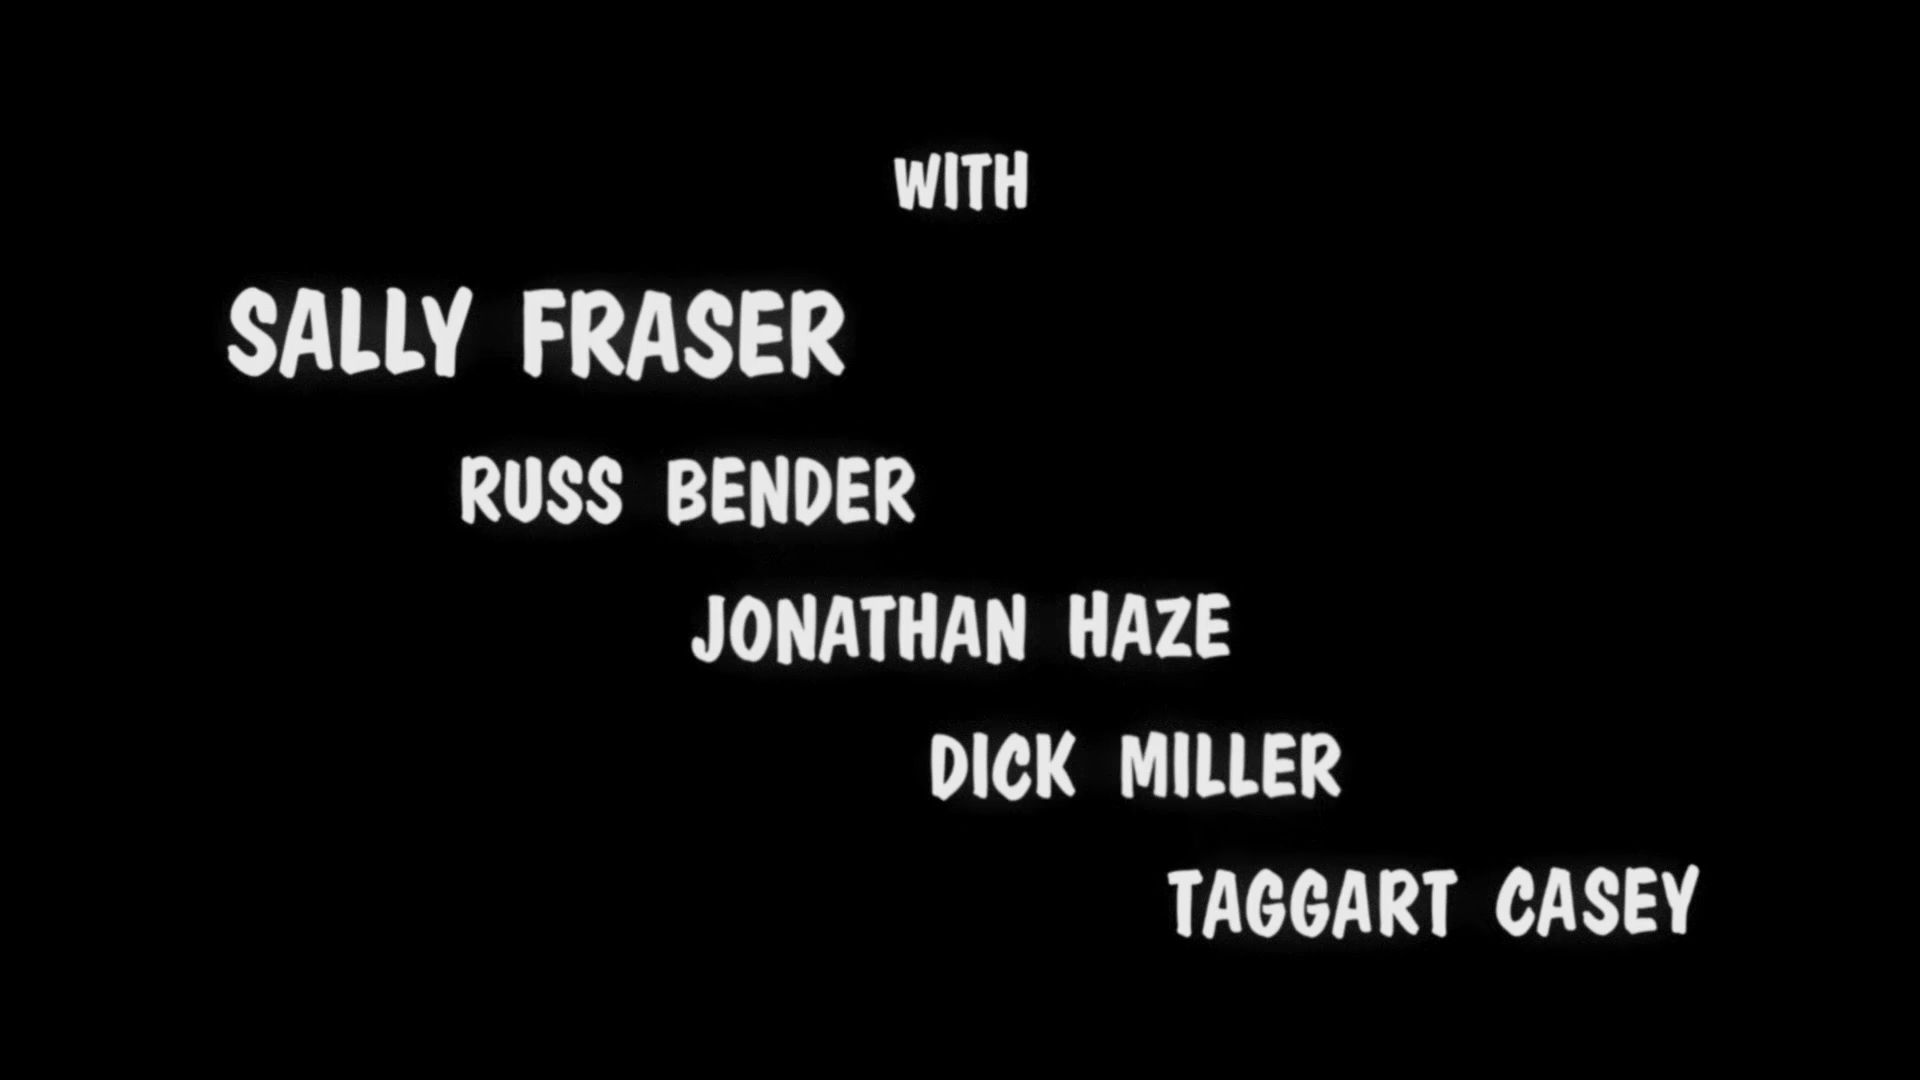 WITH
SALLY FRASER
RUSS BENDER
JONATHAN HAZE
DICK MILLER
TAGGART CASEY